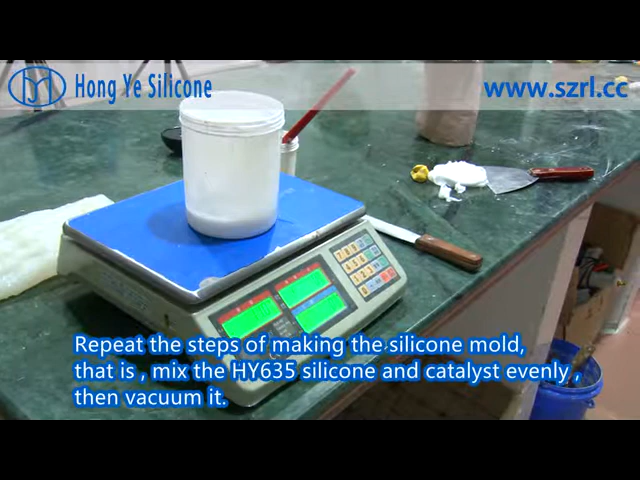 Hong Ye Silicone
www.szrl.cc
Repeat the steps of making the silicone mold,
that is , mix the HY635 silicone and catalyst evenly ,
then vacuum it.